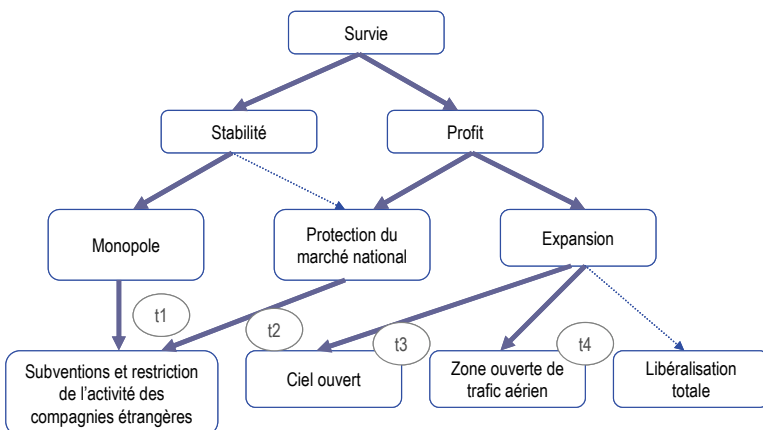 Survie
Stabilité
Profit
Monopole
Protection du
marché national
Expansion
t1
t2
t3
t4
Subventions et restriction
de l'activité des
compagnies étrangères
Ciel ouvert
Zone ouverte de
trafic aérien
Libéralisation
totale